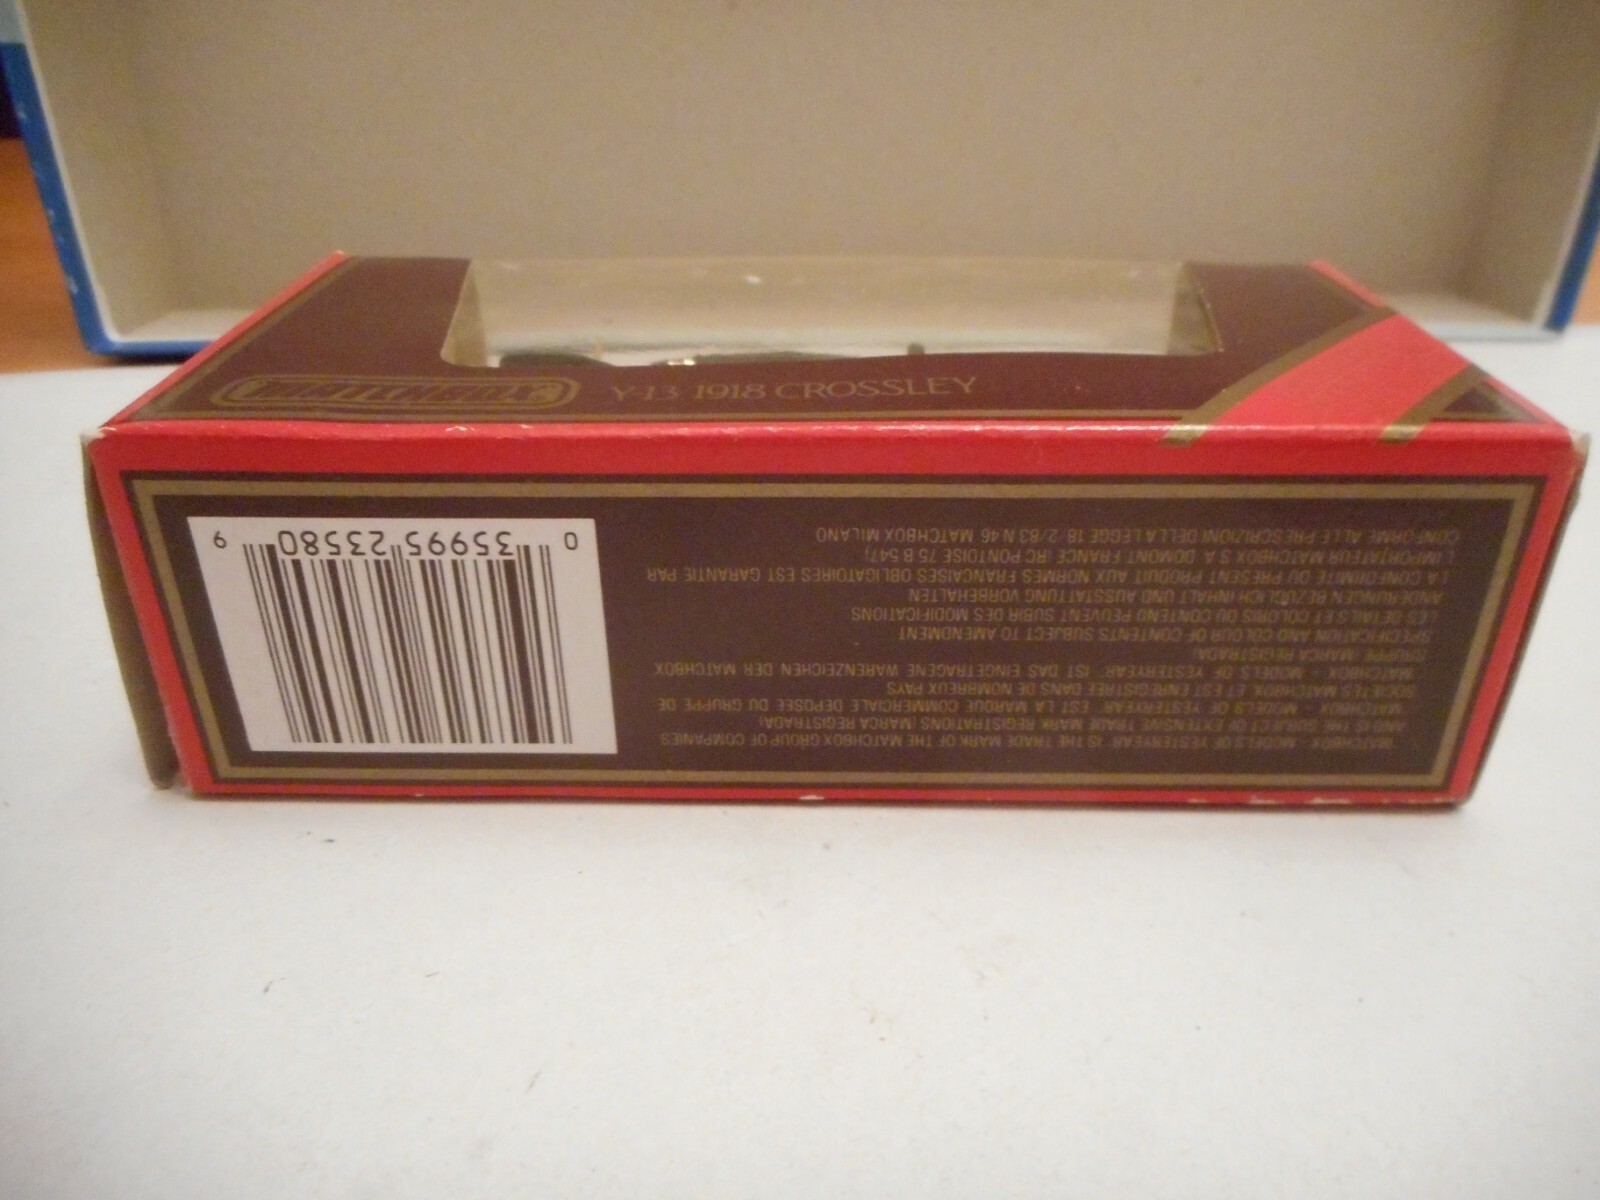 MATCHBOX
Y-13 1918 CROSSLEY
"MATCHBOX - MODELS OF YESTERYEAR" IS THE TRADE MARK OF THE MATCHBOX GROUP OF COMPANIES
AND IS THE SUBJECT OF EXTENSIVE TRADE MARK REGISTRATIONS (MARCA REGISTRADA)
"MATCHBOX - MODELS OF YESTERYEAR" EST LA MARQUE COMMERCIALE DEPOSEE DU GRUPPE DE
SOCIETES MATCHBOX, ET EST ENREGISTREE DANS DE NOMBREUX PAYS
"MATCHBOX - MODELS OF YESTERYEAR" IST DAS EINGETRAGENE WARENZEICHEN DER MATCHBOX
GRUPPE (MARCA REGISTRADA)
SPECIFICATION AND COLOUR OF CONTENTS SUBJECT TO AMENDMENT
LES DETAILS ET COLORIS DU CONTENU PEUVENT SUBIR DES MODIFICATIONS
ANDERUNGEN BEZUGLICH INHALT UND AUSSTATTUNG VORBEHALTEN
LA CONFORMITE DU PRESENT PRODUIT AUX NORMES FRANCAISES OBLIGATOIRES EST GARANTIE PAR
L'IMPORTATEUR MATCHBOX S.A. DOMONT FRANCE (RC PONTOISE 75 B 547)
CONFORME ALLE PRESCRIZIONI DELLA LEGGE 18/2/83 N 46 MATCHBOX MILANO
0 35995 23580 9